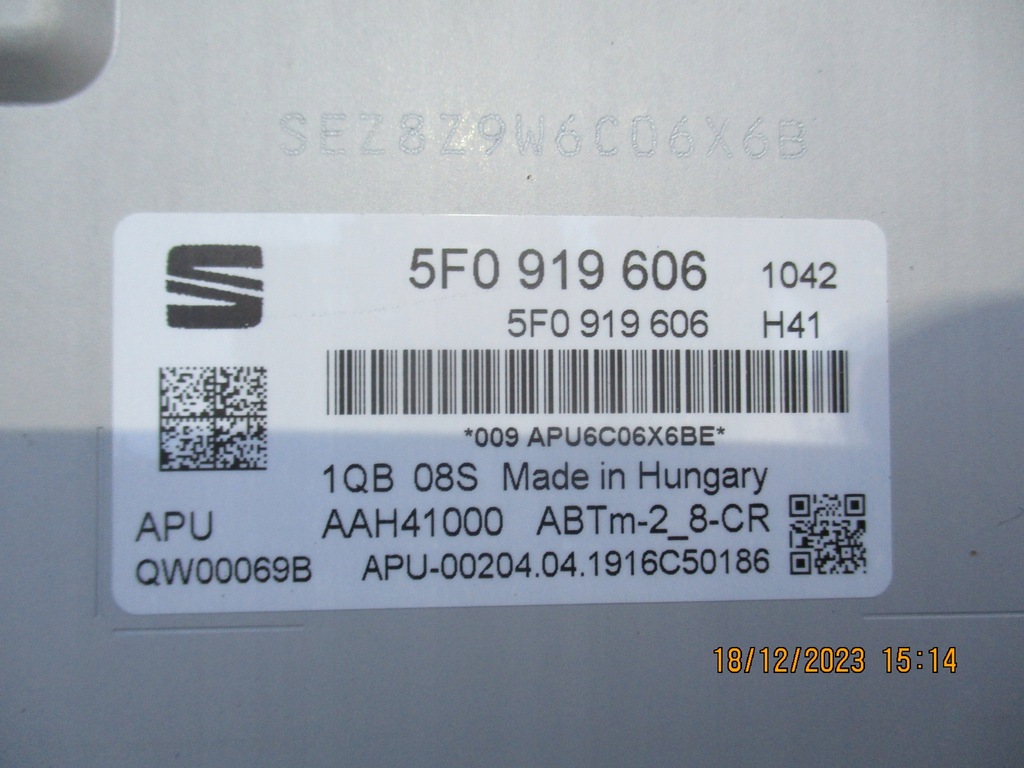 SEZ8Z9W6C06X6B
5F0 919 606 1042
5F0 919 606 H41
*009 APU6C06X6BE*
1QB 08S Made in Hungary
APU AAH41000 ABTm-2_8-CR
QW00069B APU-00204.04.1916C50186
18/12/2023 15:14